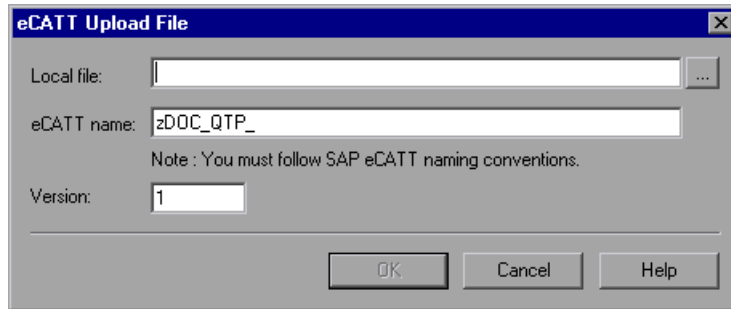 eCATT Upload File
Local file:
...
eCATT name: zDOC_QTP_
Note : You must follow SAP eCATT naming conventions.
Version: 1
OK Cancel Help